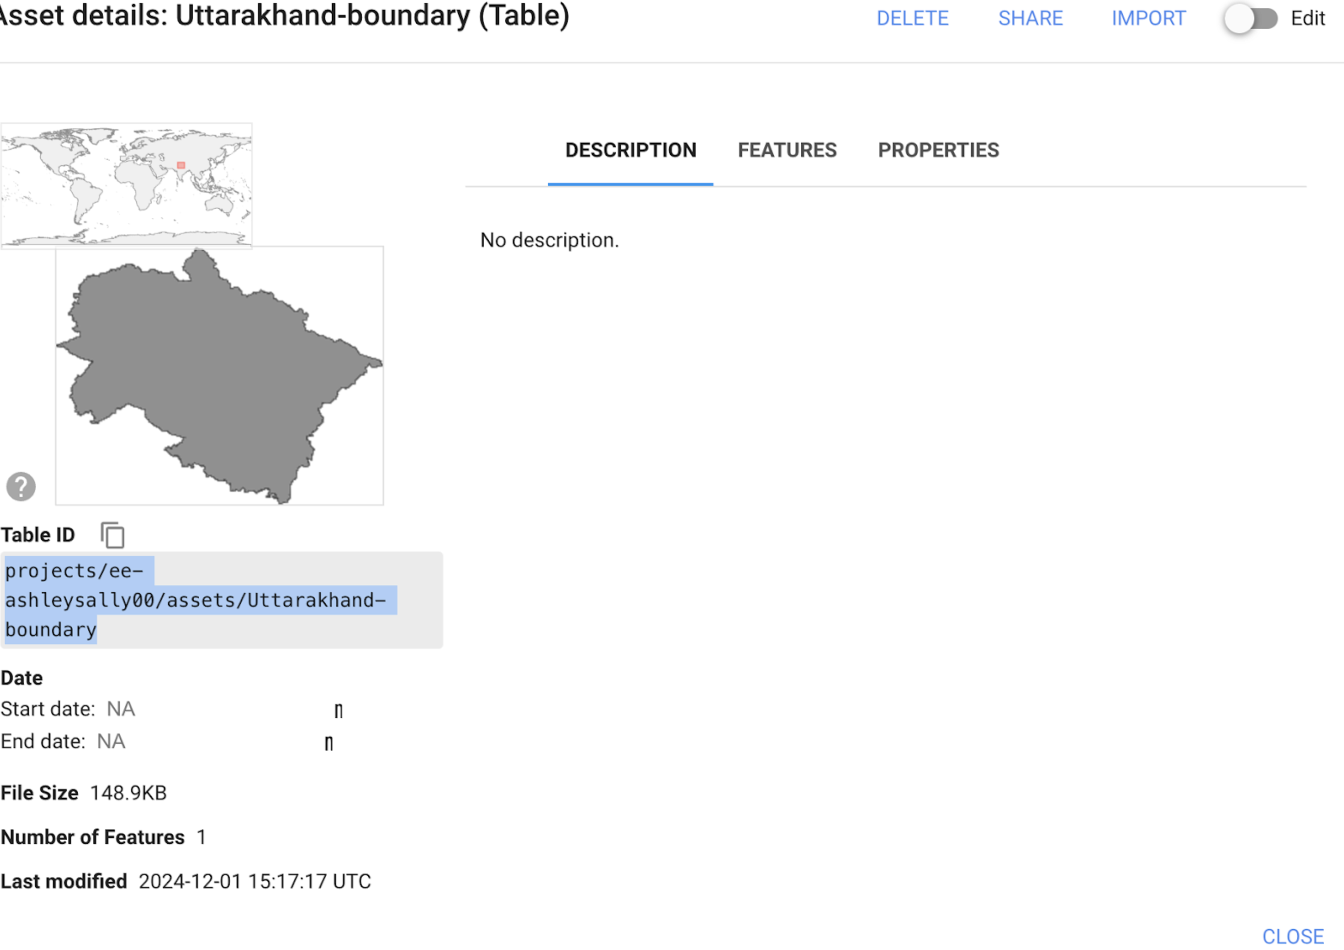 Asset details: Uttarakhand-boundary (Table)
DELETE SHARE IMPORT Edit
DESCRIPTION FEATURES PROPERTIES
No description.
?
Table ID
projects/ee-
ashleysally00/assets/Uttarakhand-
boundary
Date
Start date: NA
End date: NA
File Size 148.9KB
Number of Features 1
Last modified 2024-12-01 15:17:17 UTC
CLOSE